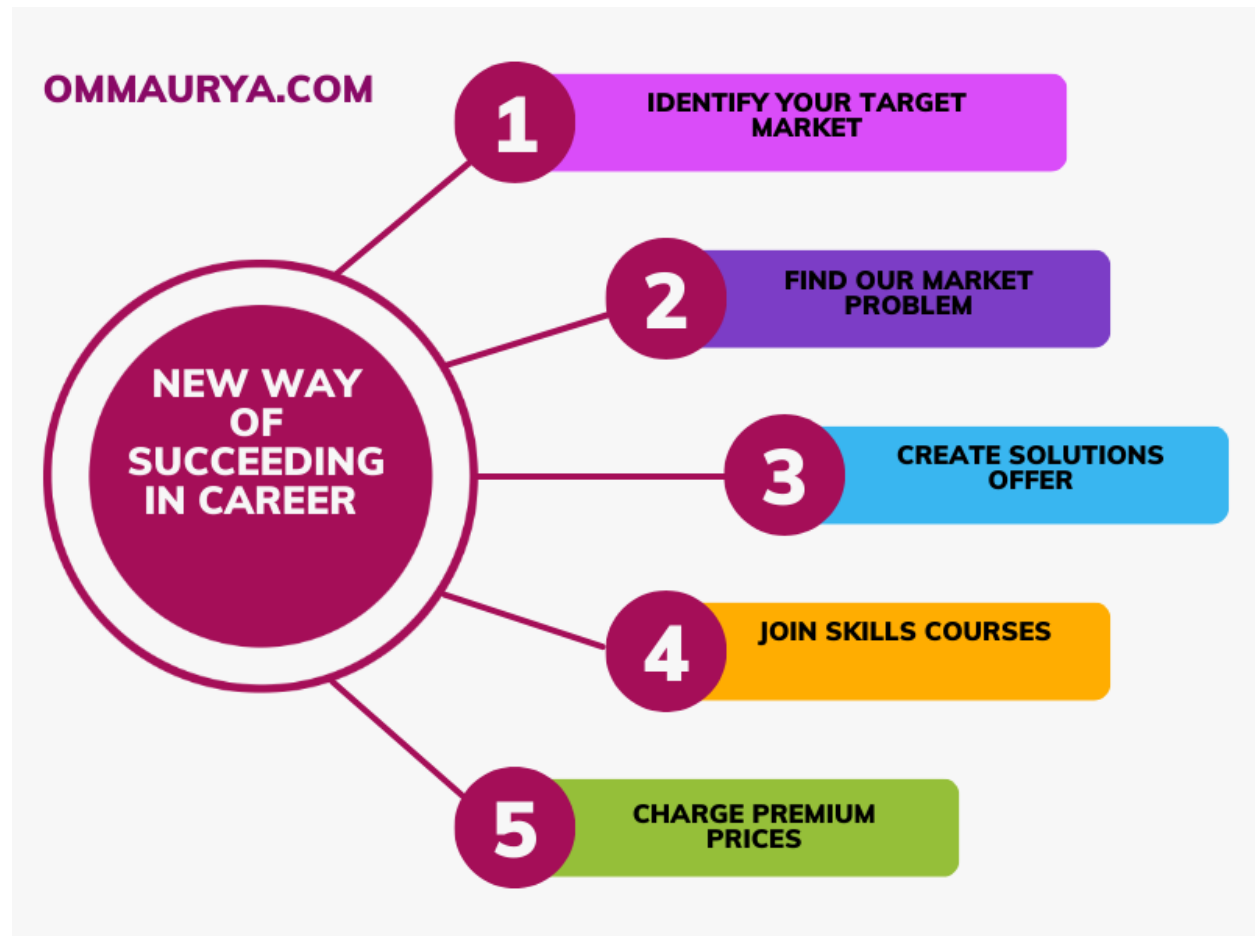 OMMAURYA.COM
1
IDENTIFY YOUR TARGET
MARKET
2
FIND OUR MARKET
PROBLEM
NEW WAY
OF
SUCCEEDING
IN CAREER
3
CREATE SOLUTIONS
OFFER
4
JOIN SKILLS COURSES
5
CHARGE PREMIUM
PRICES